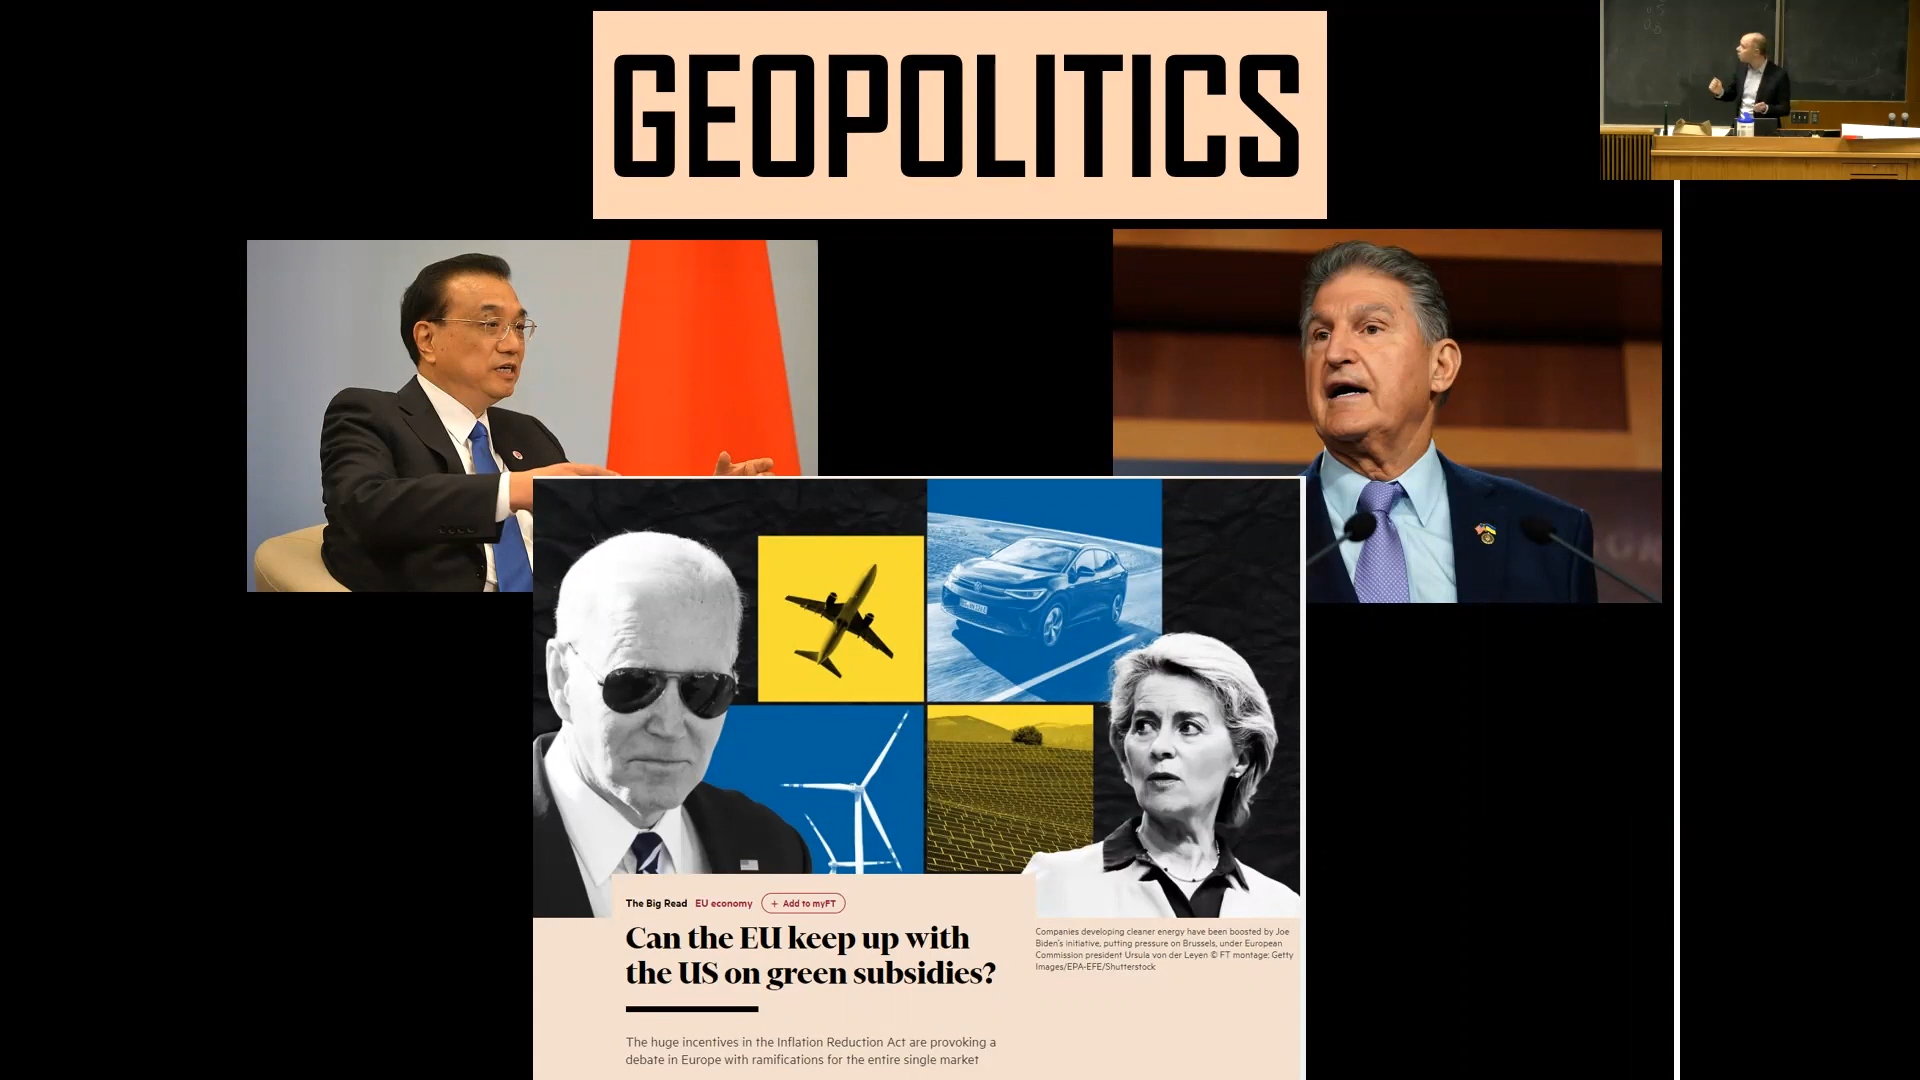 GEOPOLITICS
The Big Read EU economy + Add to myFT
Can the EU keep up with
the US on green subsidies?
The huge incentives in the Inflation Reduction Act are provoking a
debate in Europe with ramifications for the entire single market
Companies developing cleaner energy have been boosted by Joe
Biden's initiative, putting pressure on Brussels, under European
Commission president Ursula von der Leyen © FT montage: Getty
Images/EPA-EFE/Shutterstock